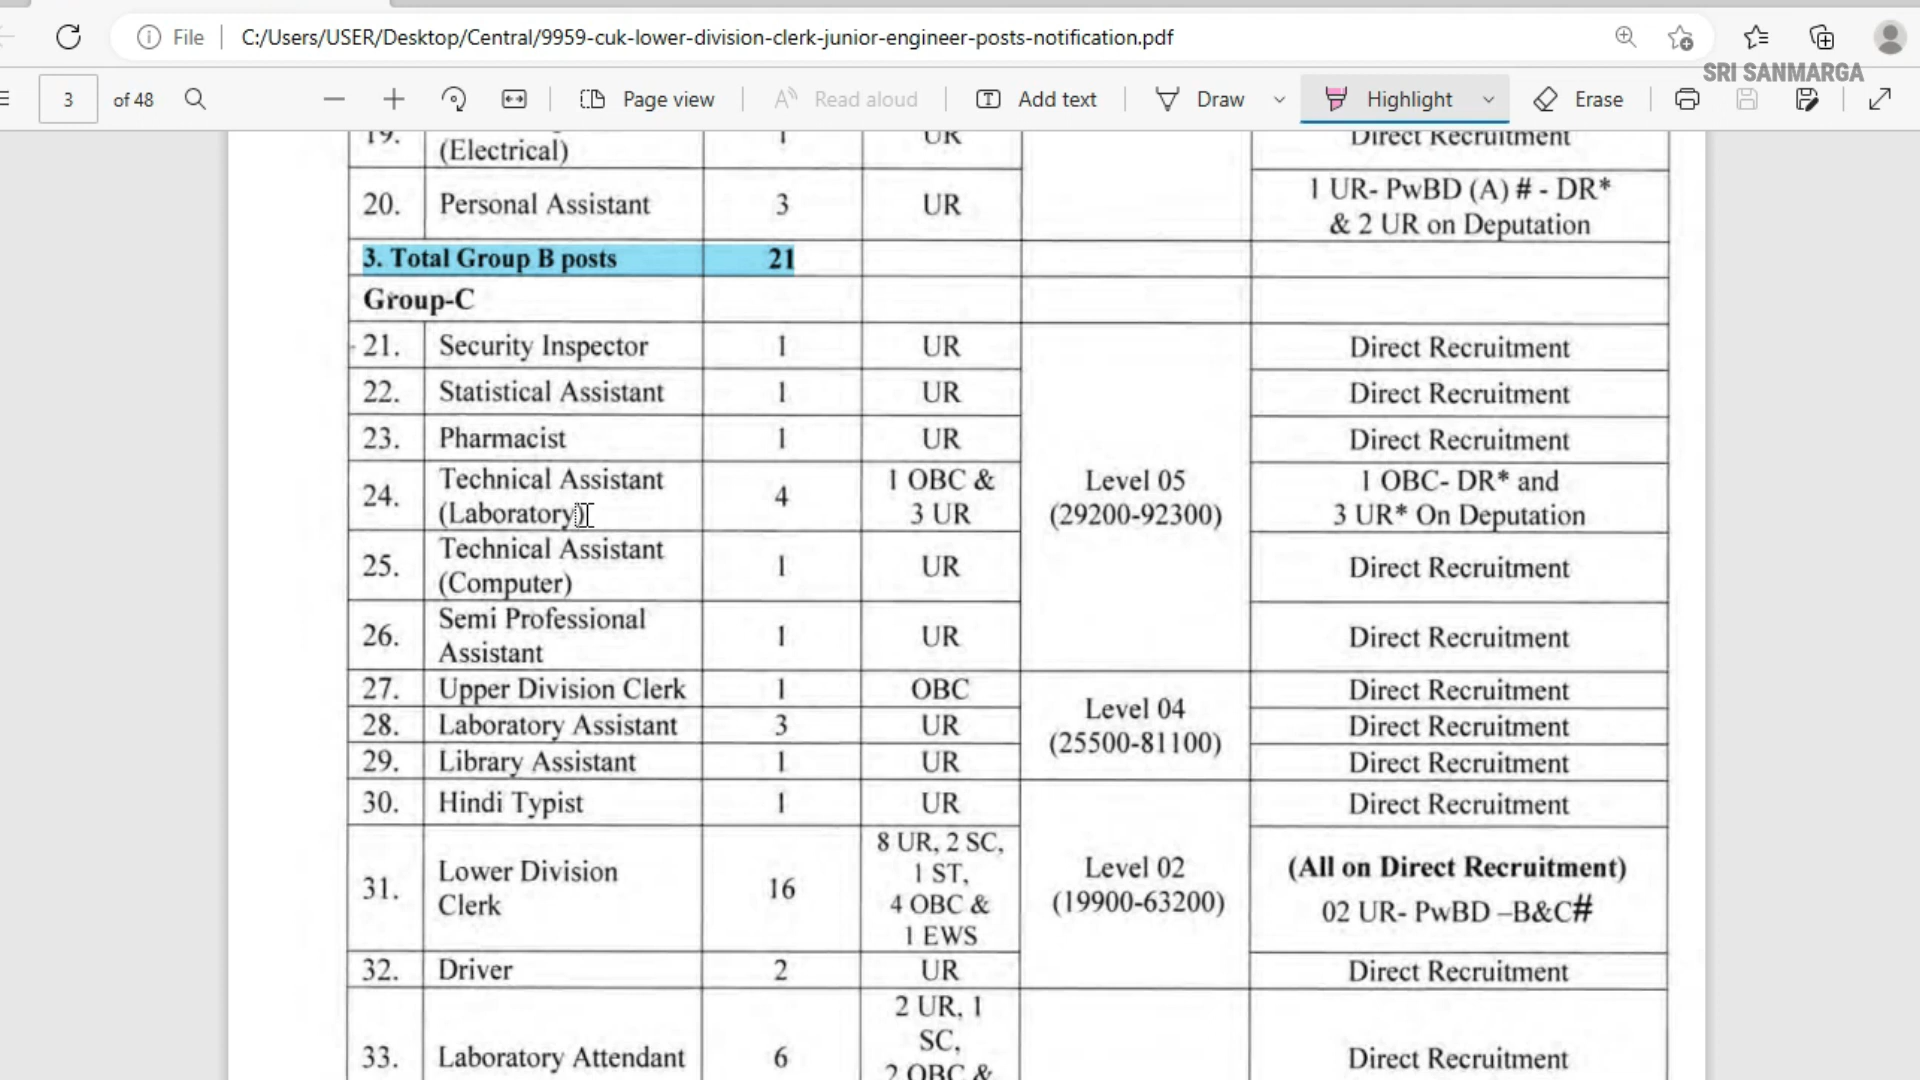 File
C:/Users/USER/Desktop/Central/9959-cuk-lower-division-clerk-junior-engineer-posts-notification.pdf
SRI SANMARGA
3 of 48
Page view
Read aloud
Add text
Draw
Highlight
Erase
19. (Electrical) 1 UR Direct Recruitment
20. Personal Assistant 3 UR 1 UR- PwBD (A) # - DR*
& 2 UR on Deputation
3. Total Group B posts 21
Group-C
21. Security Inspector 1 UR Direct Recruitment
22. Statistical Assistant 1 UR Direct Recruitment
23. Pharmacist 1 UR Direct Recruitment
24. Technical Assistant
(Laboratory) 4 1 OBC &
3 UR
Level 05
(29200-92300)
1 OBC- DR* and
3 UR* On Deputation
25. Technical Assistant
(Computer) 1 UR Direct Recruitment
26. Semi Professional
Assistant 1 UR Direct Recruitment
27. Upper Division Clerk 1 OBC Direct Recruitment
28. Laboratory Assistant 3 UR Direct Recruitment
Level 04
(25500-81100)
29. Library Assistant 1 UR Direct Recruitment
30. Hindi Typist 1 UR Direct Recruitment
31. Lower Division
Clerk 16
8 UR, 2 SC,
1 ST,
4 OBC &
1 EWS
Level 02
(19900-63200)
(All on Direct Recruitment)
02 UR- PwBD –B&C#
32. Driver 2 UR Direct Recruitment
33. Laboratory Attendant 6
2 UR, 1
SC,
2 OBC &
Direct Recruitment